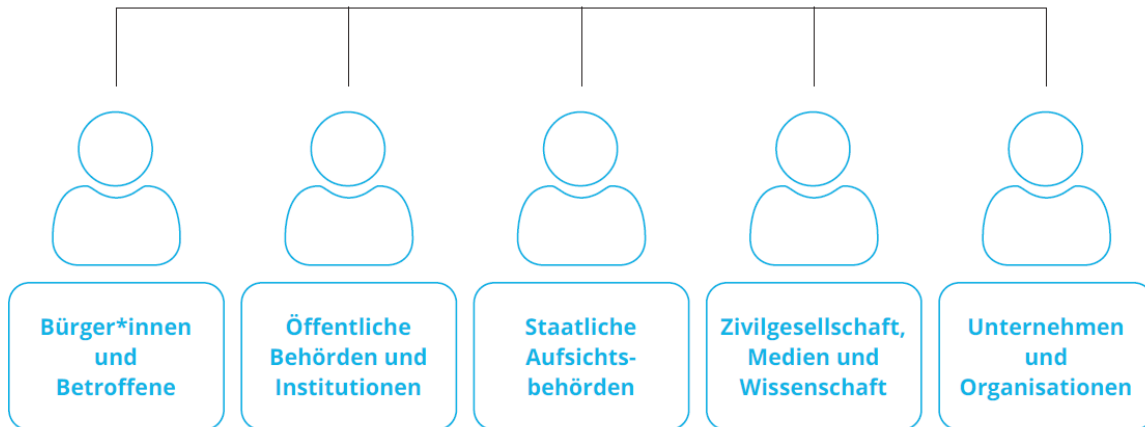 Bürger*innen
und
Betroffene
Öffentliche
Behörden und
Institutionen
Staatliche
Aufsichts-
behörden
Zivilgesellschaft,
Medien und
Wissenschaft
Unternehmen
und
Organisationen